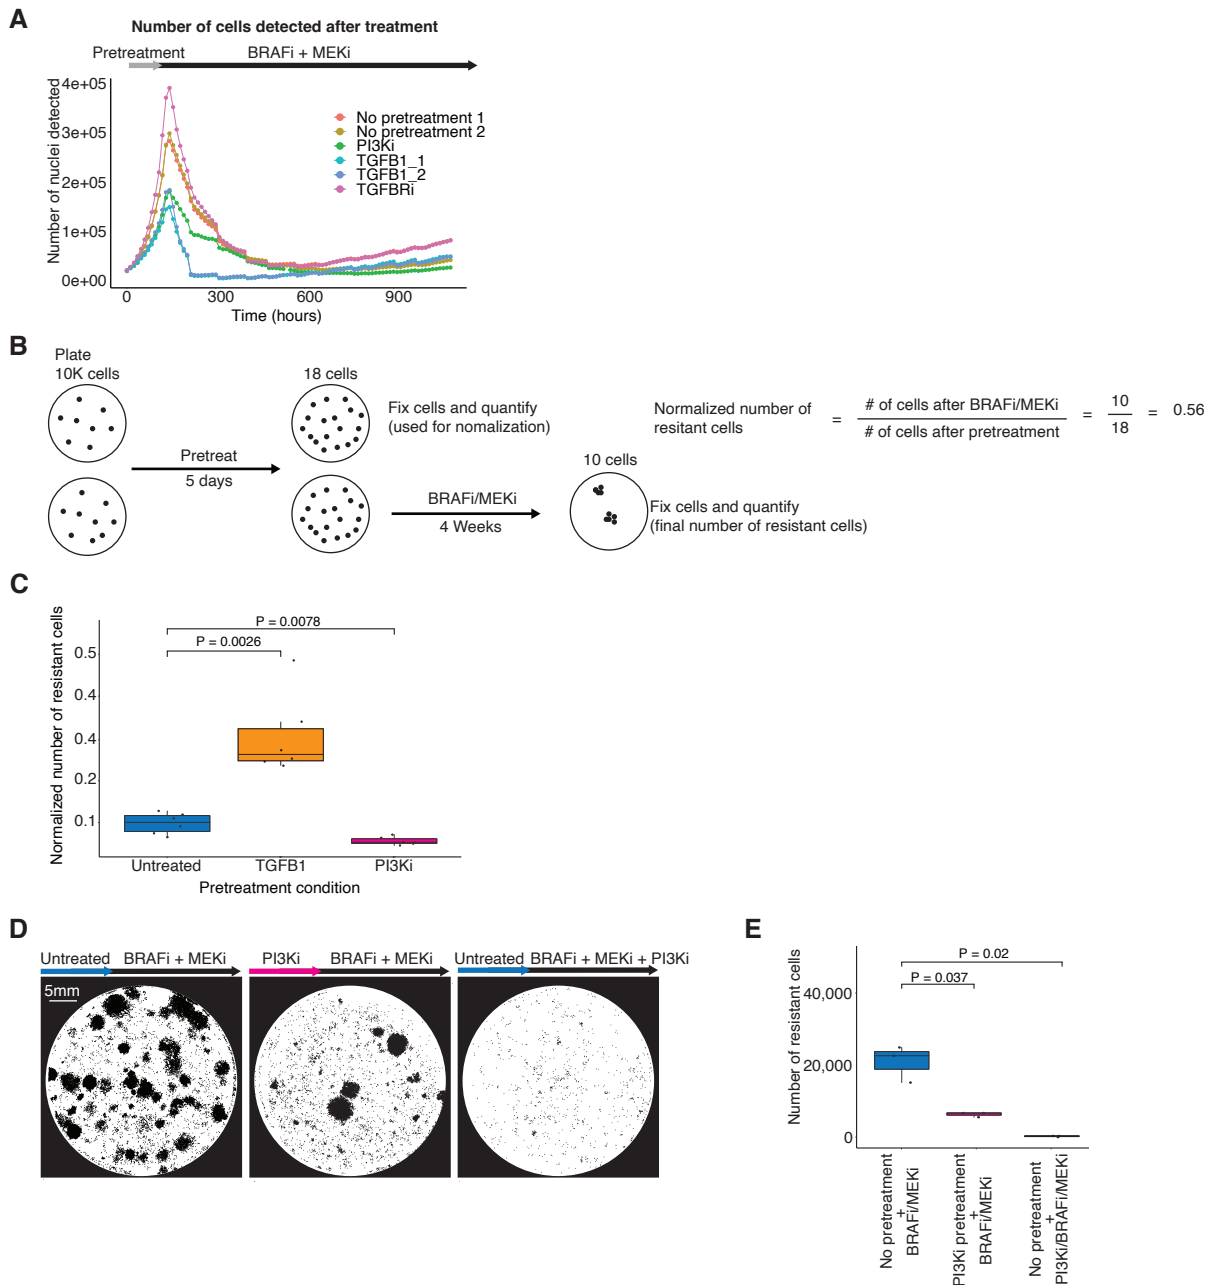 A
Number of cells detected after treatment
Pretreatment
BRAFi + MEKi
Number of nuclei detected
4e+05
3e+05
2e+05
1e+05
0e+00
0
300
600
900
Time (hours)
No pretreatment 1
No pretreatment 2
PI3Ki
TGFB1_1
TGFB1_2
TGFBRi
B
Plate
10K cells
18 cells
Pretreat
5 days
Fix cells and quantify
(used for nomalization)
BRAFi/MEKi
4 Weeks
10 cells
Fix cells and quantify
(final number of resistant cells)
Normalized number of
resitant cells
=
# of cells after BRAFi/MEKi
# of cells after pretreatment
=
10
18
=
0.56
C
Normalized number of resistant cells
0.5
0.4
0.4
0.2
0.1
P = 0.0078
P = 0.0026
Untreated
TGFB1
PI3Ki
Pretreatment condition
D
Untreated
BRAFi + MEKi
PI3Ki
BRAFi + MEKi
Untreated
BRAFi + MEKi + PI3Ki
5mm
E
Number of resistant cells
40,000
20,000
0
P = 0.02
P = 0.037
No pretreatment
+
BRAFi/MEKi
PI3Ki pretreatment
+
BRAFi/MEKi
No pretreatment
+
PI3Ki/BRAFi/MEKi